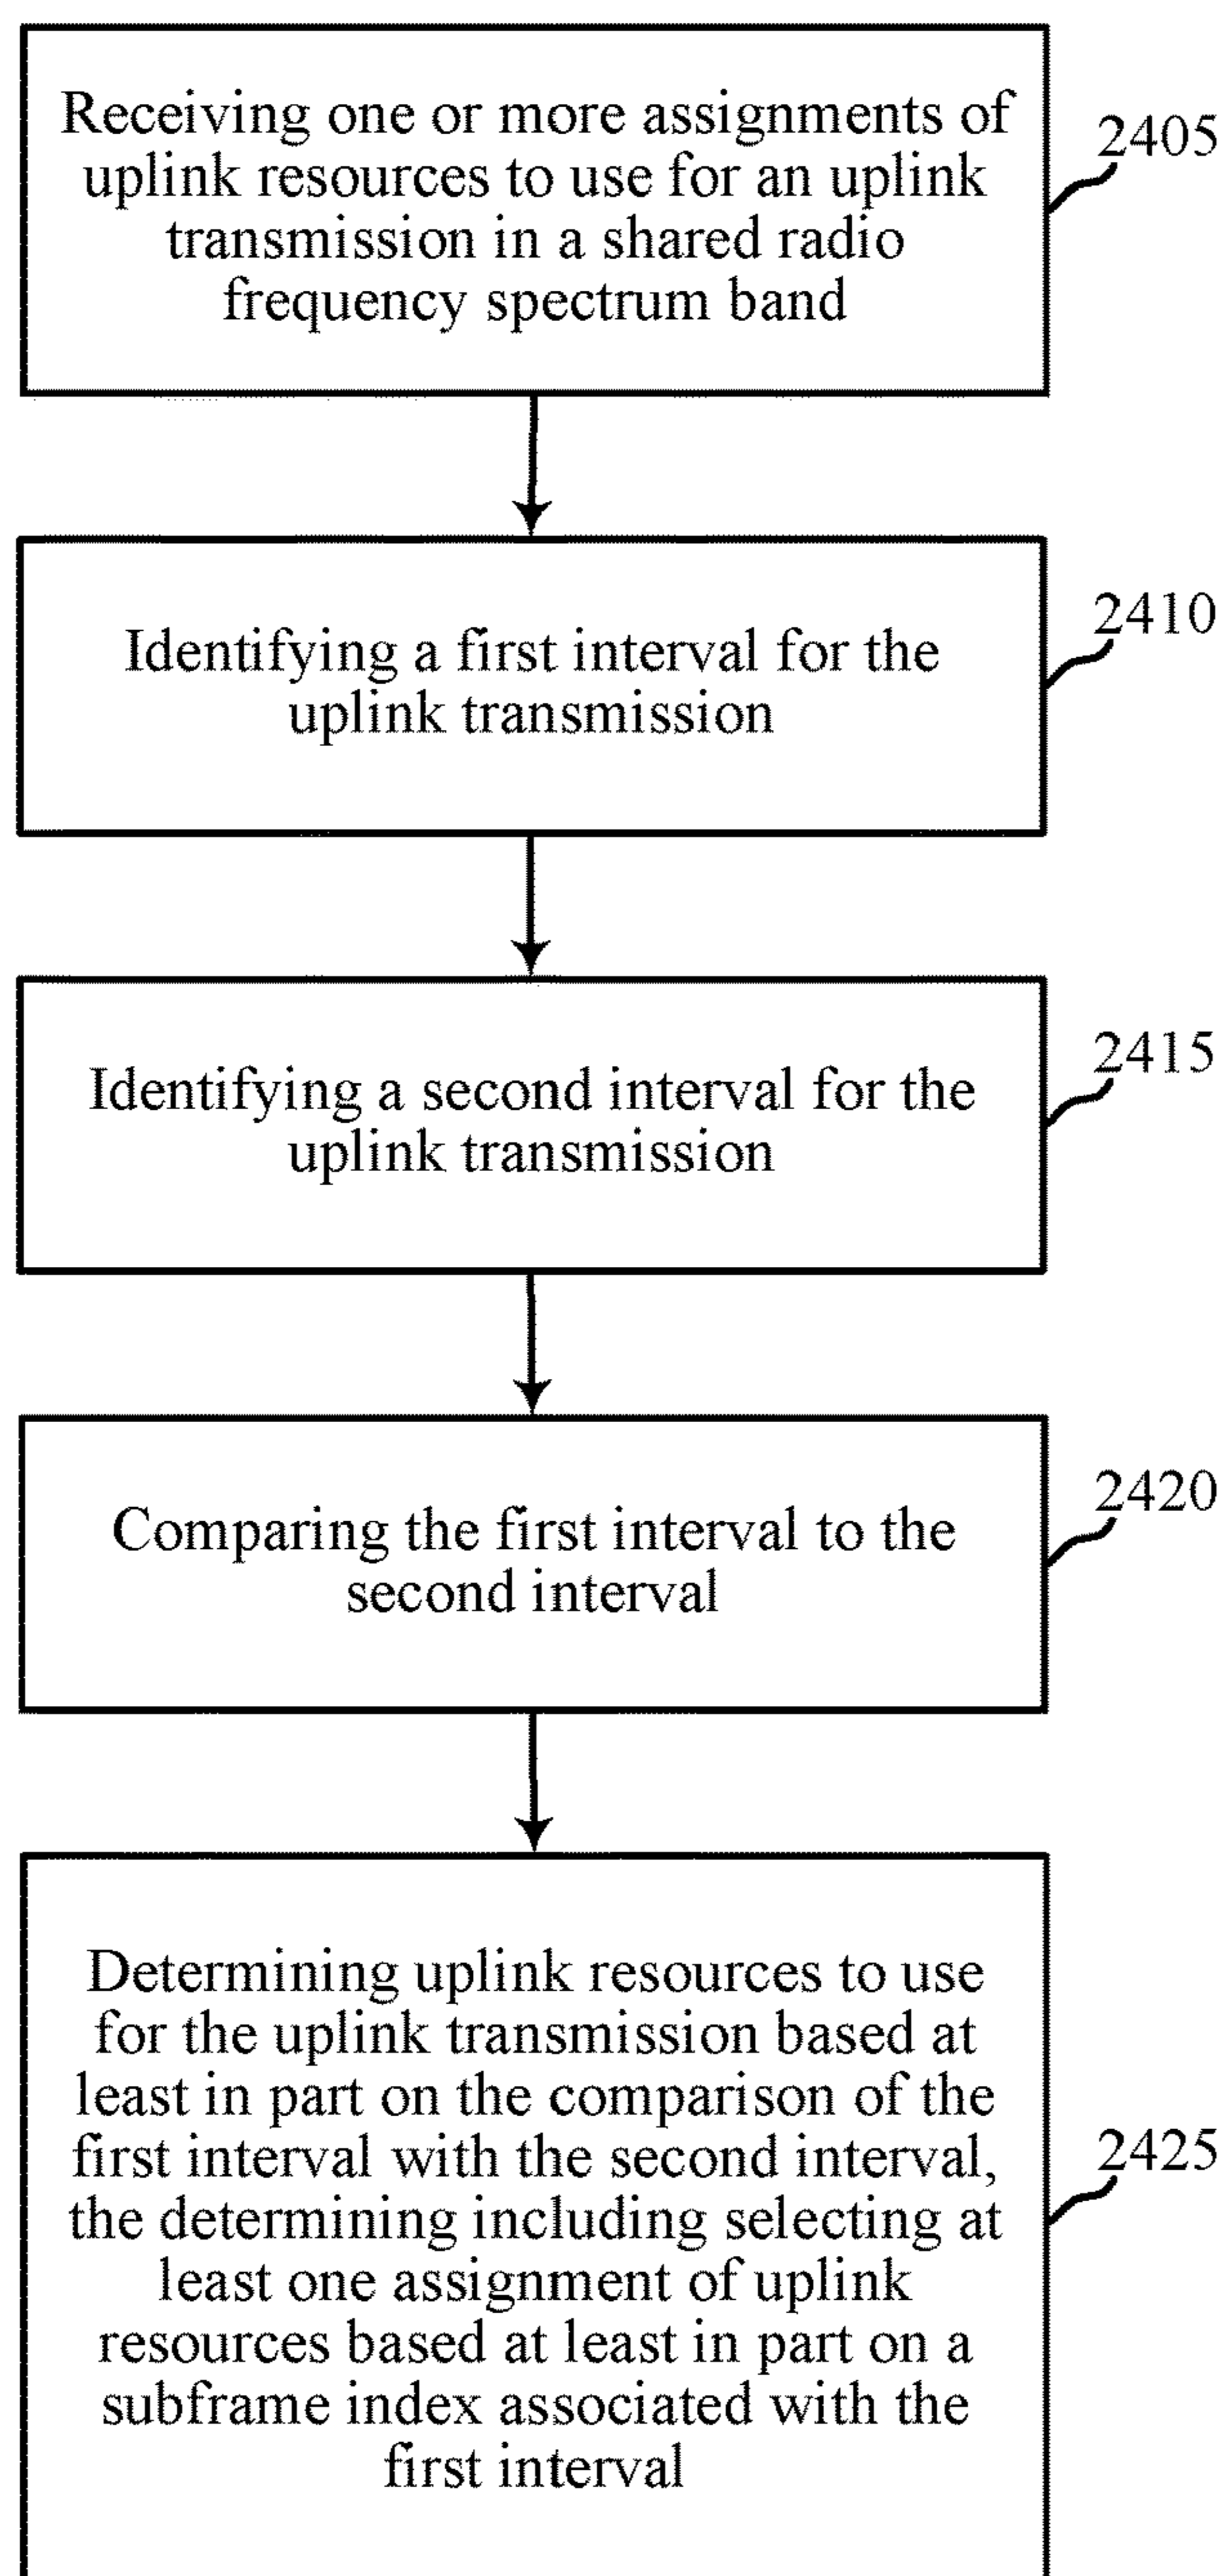 Receiving one or more assignments of
uplink resources to use for an uplink
transmission in a shared radio
frequency spectrum band
2405
Identifying a first interval for the
uplink transmission
2410
Identifying a second interval for the
uplink transmission
2415
Comparing the first interval to the
second interval
2420
Determining uplink resources to use
for the uplink transmission based at
least in part on the comparison of the
first interval with the second interval,
the determining including selecting at
least one assignment of uplink
resources based at least in part on a
subframe index associated with the
first interval
2425